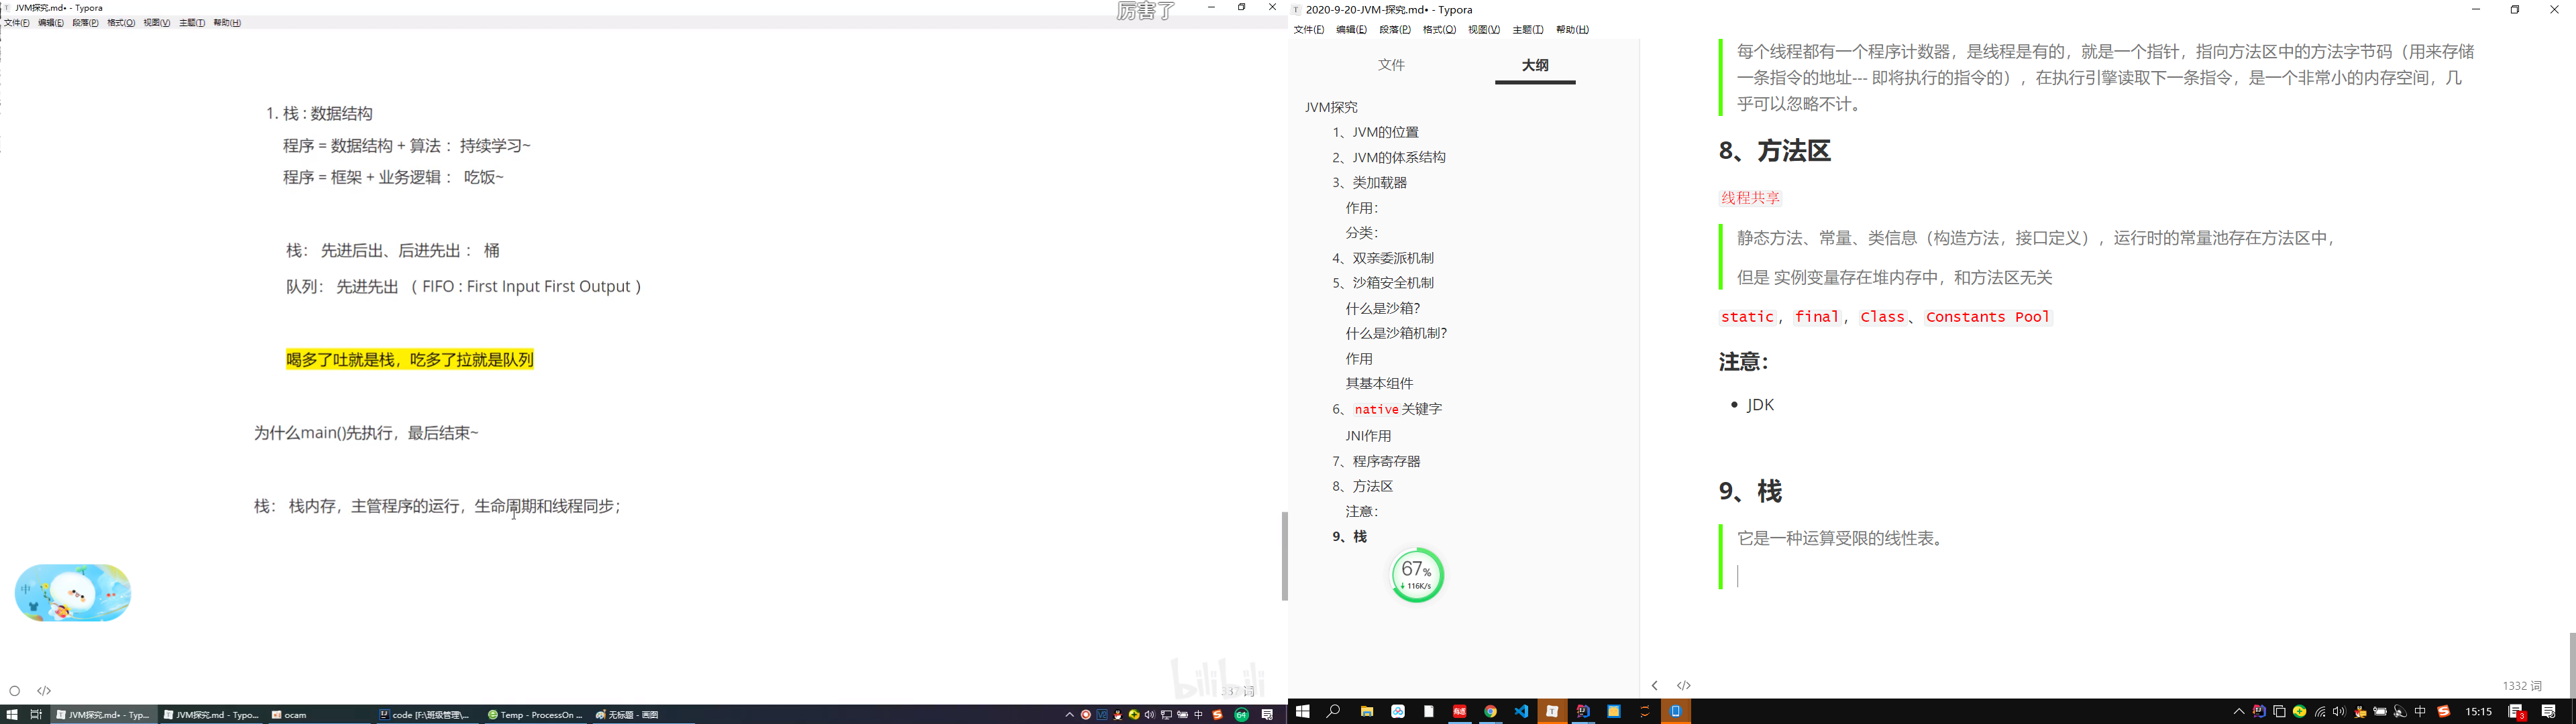 JVM探究.md• - Typora
厉害了
文件(F) 编辑(E) 段落(P) 格式(O) 视图(V) 主题(T) 帮助(H)
1. 栈 : 数据结构
程序 = 数据结构 + 算法 : 持续学习~
程序 = 框架 + 业务逻辑 : 吃饭~
栈: 先进后出、后进先出 : 桶
队列: 先进先出 ( FIFO : First Input First Output )
喝多了吐就是栈，吃多了拉就是队列
为什么main()先执行，最后结束~
栈: 栈内存，主管程序的运行，生命周期和线程同步;
bilibili
337 词
JVM探究.md• - Typ...
JVM探究.md - Typo...
ocam
code [F:\班级管理\...
Temp - ProcessOn ...
无标题 - 画图
中
64
2020-9-20-JVM-探究.md• - Typora
文件(F) 编辑(E) 段落(P) 格式(O) 视图(V) 主题(T) 帮助(H)
文件 大纲
JVM探究
1、JVM的位置
2、JVM的体系结构
3、类加载器
作用:
分类:
4、双亲委派机制
5、沙箱安全机制
什么是沙箱?
什么是沙箱机制?
作用
其基本组件
6、native关键字
JNI作用
7、程序寄存器
8、方法区
注意:
9、栈
67%
116K/s
每个线程都有一个程序计数器，是线程是有的，就是一个指针，指向方法区中的方法字节码（用来存储
一条指令的地址--- 即将执行的指令的），在执行引擎读取下一条指令，是一个非常小的内存空间，几
乎可以忽略不计。
8、方法区
线程共享
静态方法、常量、类信息（构造方法，接口定义），运行时的常量池存在方法区中，
但是 实例变量存在堆内存中，和方法区无关
static，final，Class、Constants Pool
注意:
JDK
9、栈
它是一种运算受限的线性表。
1332 词
中
15:15
3